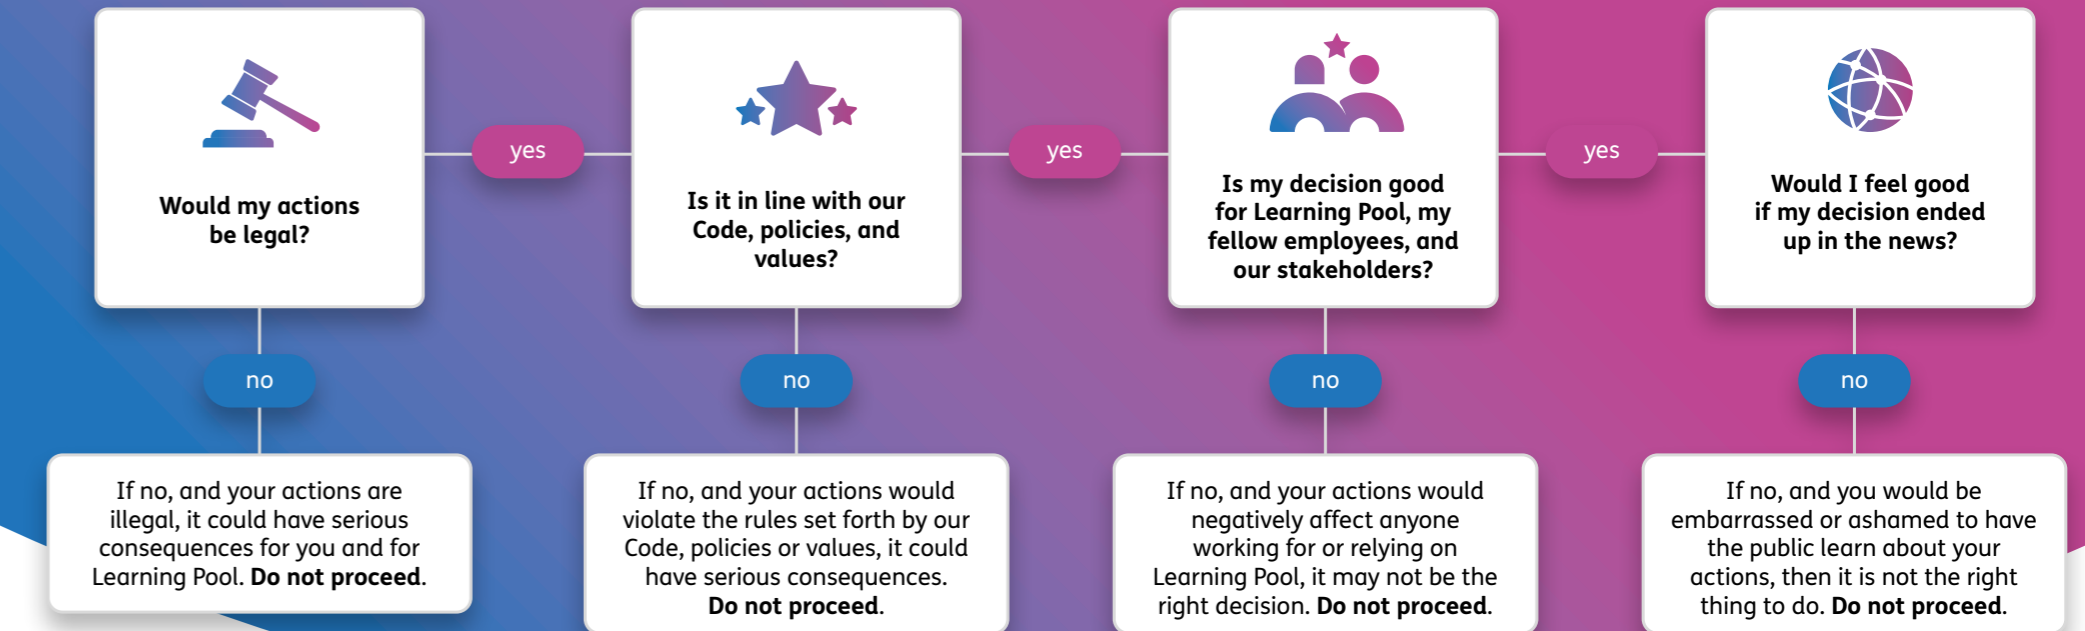 Would my actions
be legal?
yes
Is it in line with our
Code, policies, and
values?
yes
Is my decision good
for Learning Pool, my
fellow employees, and
our stakeholders?
yes
Would I feel good
if my decision ended
up in the news?
no
no
no
no
If no, and your actions are
illegal, it could have serious
consequences for you and for
Learning Pool. Do not proceed.
If no, and your actions would
violate the rules set forth by our
Code, policies or values, it could
have serious consequences.
Do not proceed.
If no, and your actions would
negatively affect anyone
working for or relying on
Learning Pool, it may not be the
right decision. Do not proceed.
If no, and you would be
embarrassed or ashamed to have
the public learn about your
actions, then it is not the right
thing to do. Do not proceed.